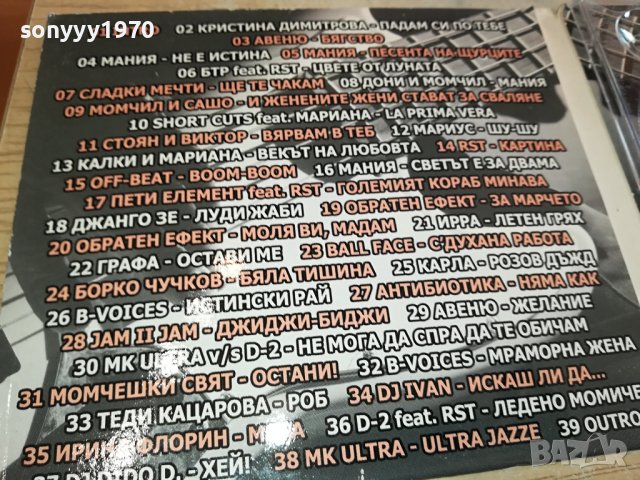 sonyyy1970
02 КРИСТИНА ДИМИТРОВА - ПАДАМ СИ ПО ТЕБЕ
03 АВЕНЮ - БЯГСТВО
04 МАНИЯ - НЕ Е ИСТИНА 05 МАНИЯ - ПЕСЕНТА НА ЩУРЦИТЕ
06 БТР feat. RST - ЦВЕТЕ ОТ ЛУНАТА
07 СЛАДКИ МЕЧТИ - ЩЕ ТЕ ЧАКАМ 08 ДОНИ И МОМЧИЛ - МАНИЯ
09 МОМЧИЛ И САШО - И ЖЕНЕНИТЕ ЖЕНИ СТАВАТ ЗА СВАЛЯНЕ
10 SHORT CUTS feat. МАРИАНА - LA PRIMA VERA
11 СТОЯН И ВИКТОР - ВЯРВАМ В ТЕБ 12 МАРИУС - ШУ-ШУ
13 КАЛКИ И МАРИАНА - ВЕКЪТ НА ЛЮБОВТА 14 RST - КАРТИНА
15 OFF-BEAT - BOOM-BOOM 16 МАНИЯ - СВЕТЪТ Е ЗА ДВАМА
17 ПЕТИ ЕЛЕМЕНТ feat. RST - ГОЛЕМИЯТ КОРАБ МИНАВА
18 ДЖАНГО ЗЕ - ЛУДИ ЖАБИ 19 ОБРАТЕН ЕФЕКТ - ЗА МАРЧЕТО
20 ОБРАТЕН ЕФЕКТ - МОЛЯ ВИ, МАДАМ 21 ИРРА - ЛЕТЕН ГРЯХ
22 ГРАФА - ОСТАВИ МЕ 23 BALL FACE - С'ДУХАНА РАБОТА
24 БОРКО ЧУЧКОВ - БЯЛА ТИШИНА 25 КАРЛА - РОЗОВ ДЪЖД
26 B-VOICES - ИСТИНСКИ РАЙ 27 АНТИБИОТИКА - НЯМА КАК
28 JAM II JAM - ДЖИДЖИ-БИДЖИ 29 АВЕНЮ - ЖЕЛАНИЕ
30 MK ULTRA v/s D-2 - НЕ МОГА ДА СПРА ДА ТЕ ОБИЧАМ
31 МОМЧЕШКИ СВЯТ - ОСТАНИ! 32 B-VOICES - МРАМОРНА ЖЕНА
33 ТЕДИ КАЦАРОВА - РОБ 34 DJ IVAN - ИСКАШ ЛИ ДА...
35 ИРИНА ФЛОРИН - 36 D-2 feat. RST - ЛЕДЕНО МОМИЧЕ
37 DJ DIDO D. - ХЕЙ! 38 MK ULTRA - ULTRA JAZZE 39 OUTRO
BAZAR